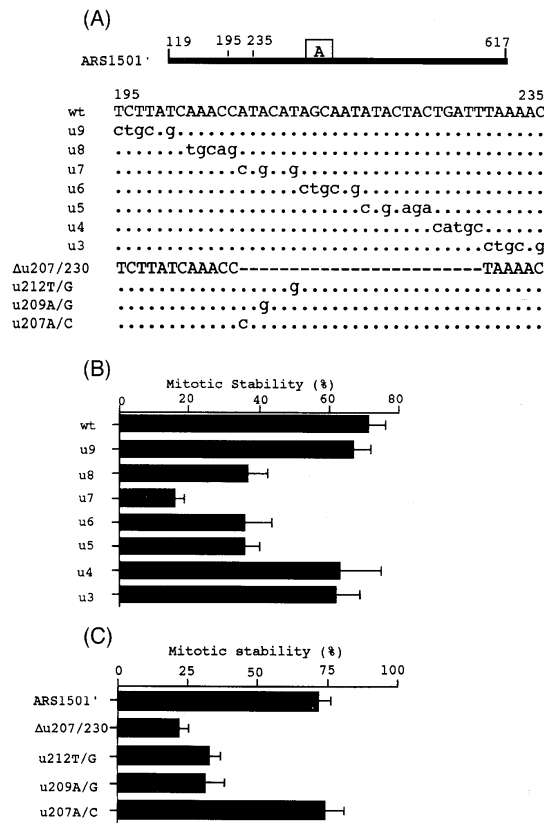 (A)
119 195 235 A 617
ARS1501'
195 235
wt TCTTATCAAACCATACATAGCAATATACTACTGATTTAAAAC
u9 ctgc.g....................................
u8 .......tgcag..............................
u7 ............c.g..g........................
u6 ..................ctgc.g..................
u5 ........................c.g.aga...........
u4 ...............................catgc......
u3 ....................................ctgc.g
Δu207/230 TCTTATCAAACC------------------------TAAAAC
u212T/G .................g........................
u209A/G ..............g...........................
u207A/C ............c.............................
(B)
Mitotic Stability (%)
0 20 40 60 80
wt
u9
u8
u7
u6
u5
u4
u3
(C)
Mitotic stability (%)
0 25 50 75 100
ARS1501'
Δu207/230
u212T/G
u209A/G
u207A/C